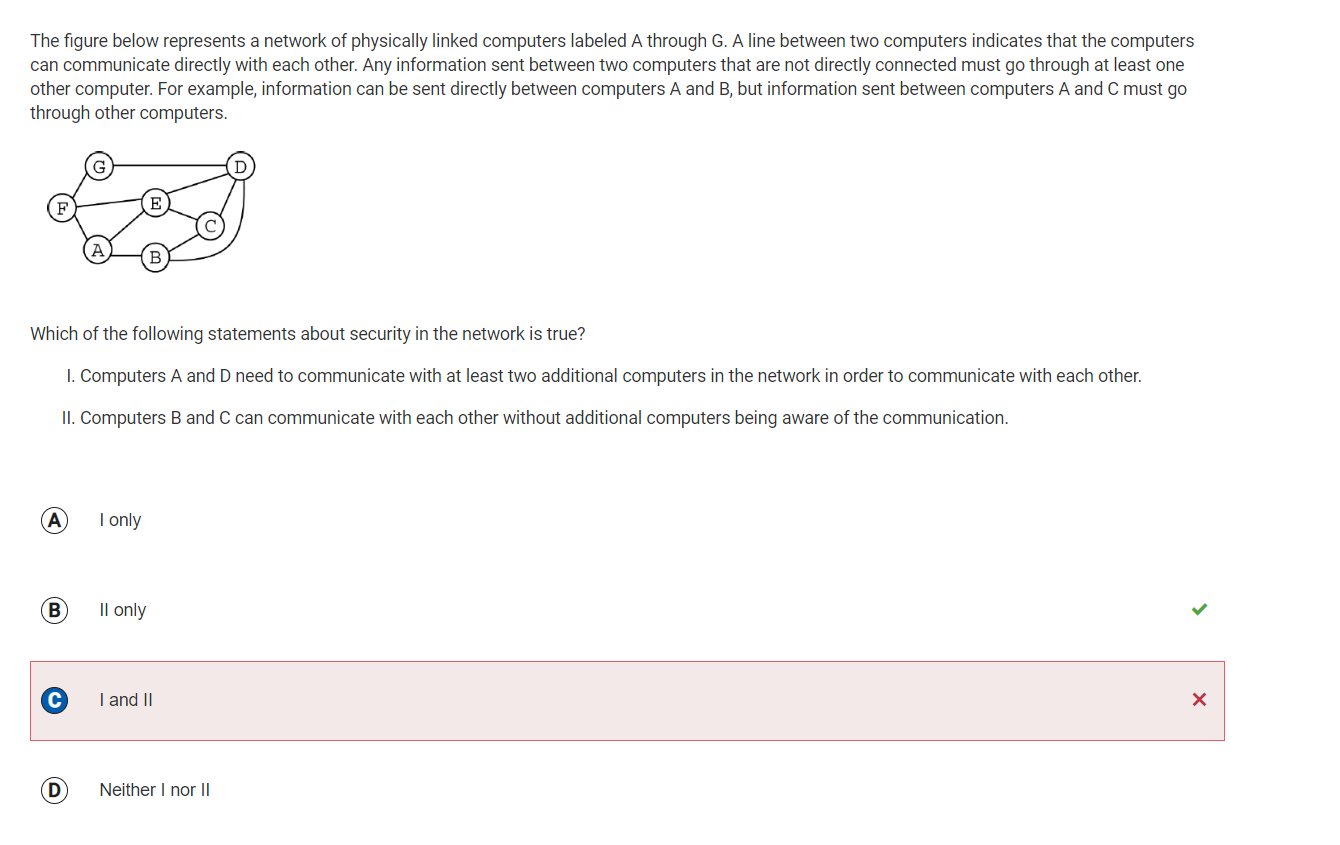 The figure below represents a network of physically linked computers labeled A through G. A line between two computers indicates that the computers
can communicate directly with each other. Any information sent between two computers that are not directly connected must go through at least one
other computer. For example, information can be sent directly between computers A and B, but information sent between computers A and C must go
through other computers.
G
D
F
E
C
A
B
Which of the following statements about security in the network is true?
I. Computers A and D need to communicate with at least two additional computers in the network in order to communicate with each other.
II. Computers B and C can communicate with each other without additional computers being aware of the communication.
A I only
B II only
C I and II
D Neither I nor II